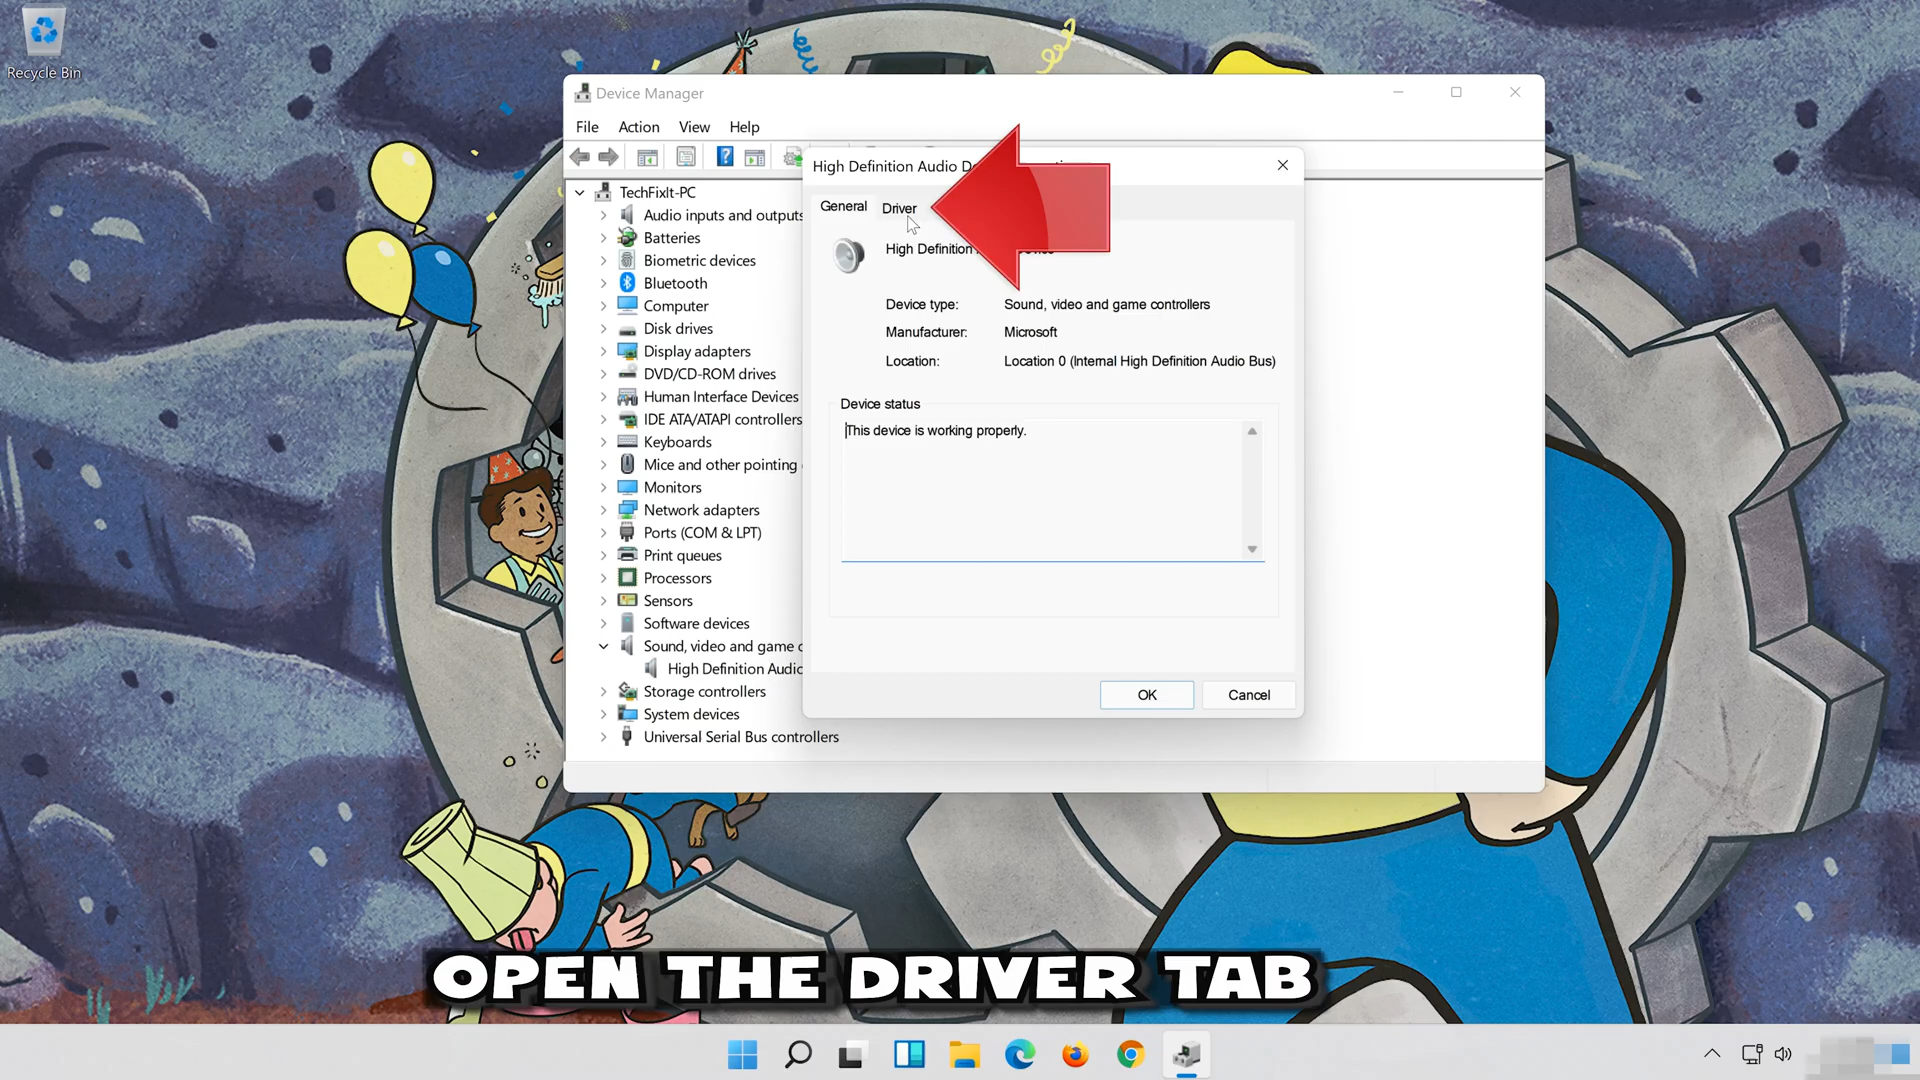 Recycle Bin
Device Manager
File Action View Help
TechFixIt-PC
Audio inputs and outputs
Batteries
Biometric devices
Bluetooth
Computer
Disk drives
Display adapters
DVD/CD-ROM drives
Human Interface Devices
IDE ATA/ATAPI controllers
Keyboards
Mice and other pointing
Monitors
Network adapters
Ports (COM & LPT)
Print queues
Processors
Sensors
Software devices
Sound, video and game
High Definition Audio
Storage controllers
System devices
Universal Serial Bus controllers
High Definition Audio
General Driver
High Definition
Device type: Sound, video and game controllers
Manufacturer: Microsoft
Location: Location 0 (Internal High Definition Audio Bus)
Device status
This device is working properly.
OK Cancel
OPEN THE DRIVER TAB